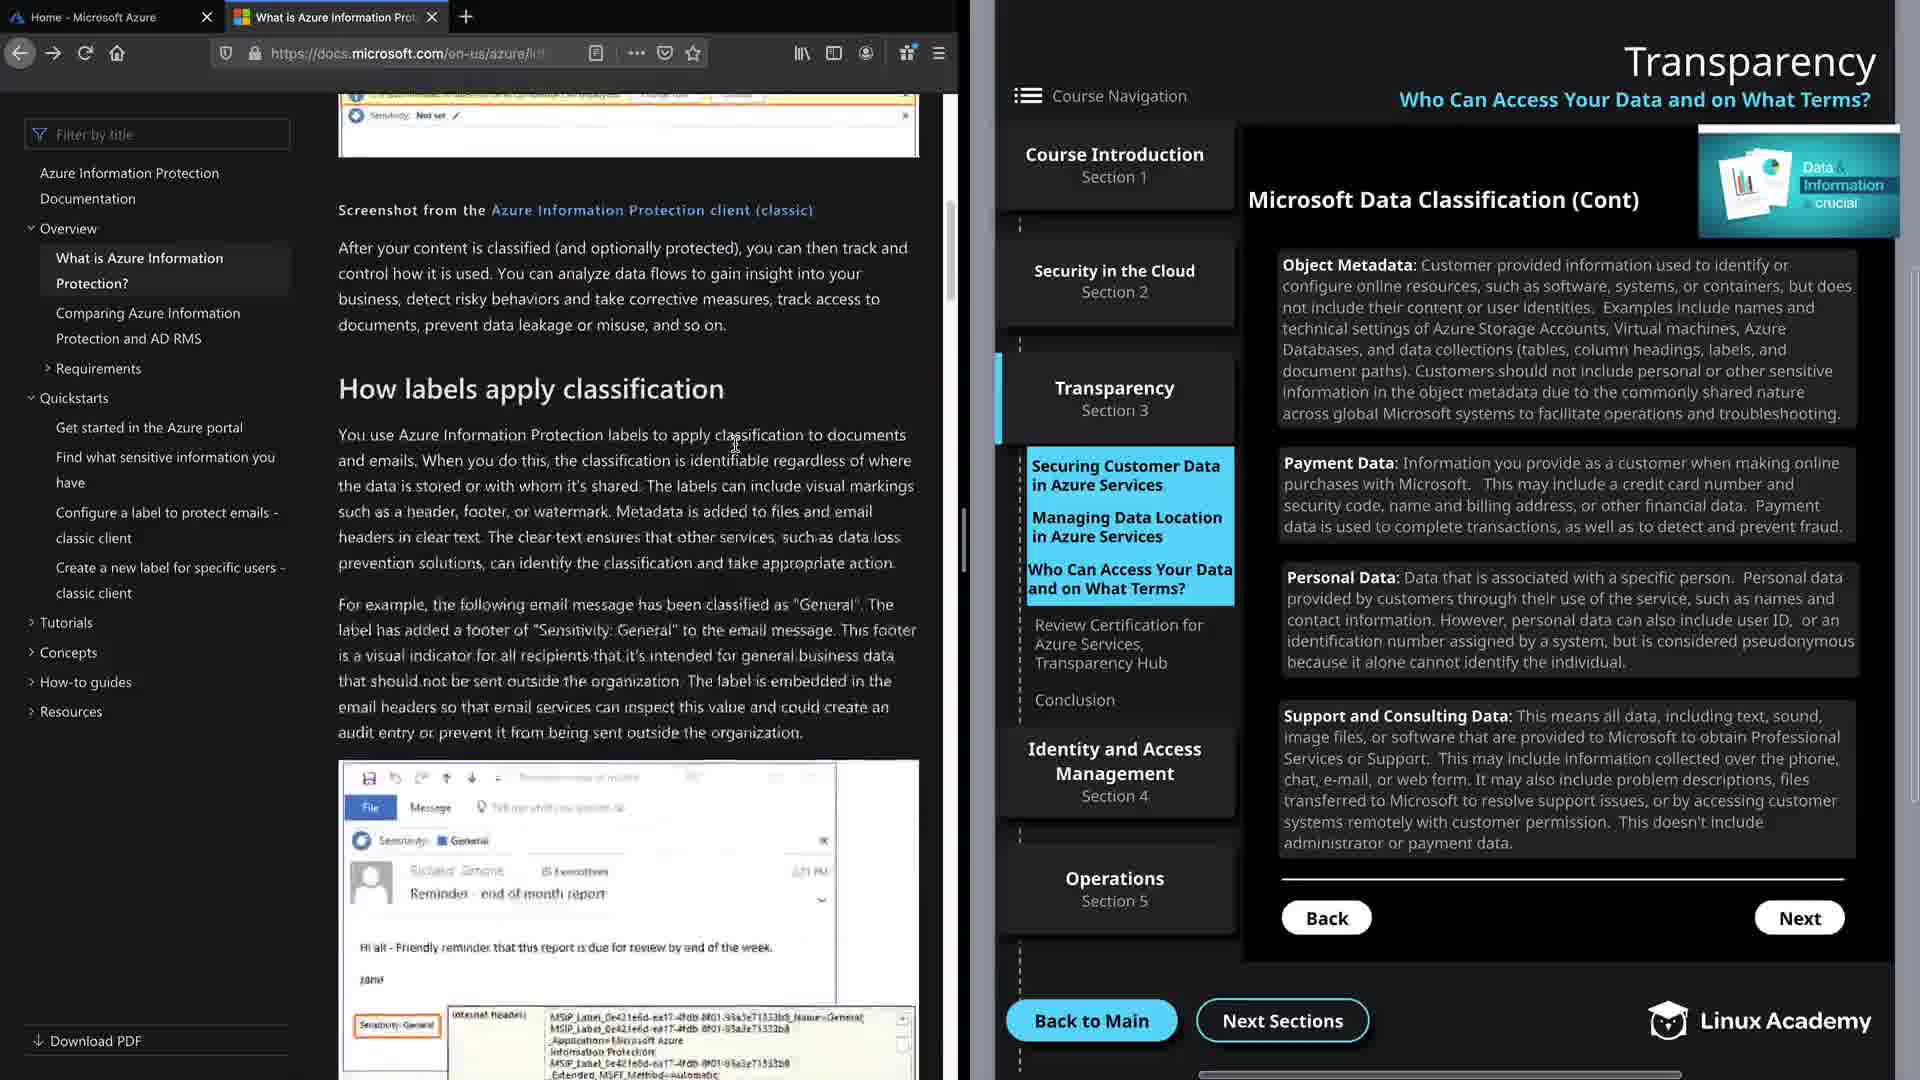 Home - Microsoft Azure
What is Azure Information Prot
https://docs.microsoft.com/en-us/azure/in
Filter by title
Azure Information Protection
Documentation
Overview
What is Azure Information
Protection?
Comparing Azure Information
Protection and AD RMS
Requirements
Quickstarts
Get started in the Azure portal
Find what sensitive information you
have
Configure a label to protect emails -
classic client
Create a new label for specific users -
classic client
Tutorials
Concepts
How-to guides
Resources
Download PDF
Sensitivity: Not set
Screenshot from the Azure Information Protection client (classic)
After your content is classified (and optionally protected), you can then track and
control how it is used. You can analyze data flows to gain insight into your
business, detect risky behaviors and take corrective measures, track access to
documents, prevent data leakage or misuse, and so on.
How labels apply classification
You use Azure Information Protection labels to apply classification to documents
and emails. When you do this, the classification is identifiable regardless of where
the data is stored or with whom it's shared. The labels can include visual markings
such as a header, footer, or watermark. Metadata is added to files and email
headers in clear text. The clear text ensures that other services, such as data loss
prevention solutions, can identify the classification and take appropriate action.
For example, the following email message has been classified as "General". The
label has added a footer of "Sensitivity: General" to the email message. This footer
is a visual indicator for all recipients that it's intended for general business data
that should not be sent outside the organization. The label is embedded in the
email headers so that email services can inspect this value and could create an
audit entry or prevent it from being sent outside the organization.
File
Message
Sensitivity: General
Richard Simone
Executives
Reminder - end of month report
Hi all - Friendly reminder that this report is due for review by end of the week.
Jane
Sensitivity: General
Internet headers
MSIP_Label_0e421e6d-ea17-4fdb-8f01-93a3e71333b8_Name=General;
MSIP_Label_0e421e6d-ea17-4fdb-8f01-93a3e71333b8
_Application=Microsoft Azure
Information Protection;
MSIP_Label_0e421e6d-ea17-4fdb-8f01-93a3e71333b8
_Extended_MSFT_Method=Automatic;
Transparency
Who Can Access Your Data and on What Terms?
Course Navigation
Course Introduction
Section 1
Security in the Cloud
Section 2
Transparency
Section 3
Securing Customer Data
in Azure Services
Managing Data Location
in Azure Services
Who Can Access Your Data
and on What Terms?
Review Certification for
Azure Services,
Transparency Hub
Conclusion
Identity and Access
Management
Section 4
Operations
Section 5
Microsoft Data Classification (Cont)
Data &
Information
is crucial
Object Metadata: Customer provided information used to identify or
configure online resources, such as software, systems, or containers, but does
not include their content or user identities. Examples include names and
technical settings of Azure Storage Accounts, Virtual machines, Azure
Databases, and data collections (tables, column headings, labels, and
document paths). Customers should not include personal or other sensitive
information in the object metadata due to the commonly shared nature
across global Microsoft systems to facilitate operations and troubleshooting.
Payment Data: Information you provide as a customer when making online
purchases with Microsoft. This may include a credit card number and
security code, name and billing address, or other financial data. Payment
data is used to complete transactions, as well as to detect and prevent fraud.
Personal Data: Data that is associated with a specific person. Personal data
provided by customers through their use of the service, such as names and
contact information. However, personal data can also include user ID, or an
identification number assigned by a system, but is considered pseudonymous
because it alone cannot identify the individual.
Support and Consulting Data: This means all data, including text, sound,
image files, or software that are provided to Microsoft to obtain Professional
Services or Support. This may include information collected over the phone,
chat, e-mail, or web form. It may also include problem descriptions, files
transferred to Microsoft to resolve support issues, or by accessing customer
systems remotely with customer permission. This doesn't include
administrator or payment data.
Back
Next
Back to Main
Next Sections
Linux Academy